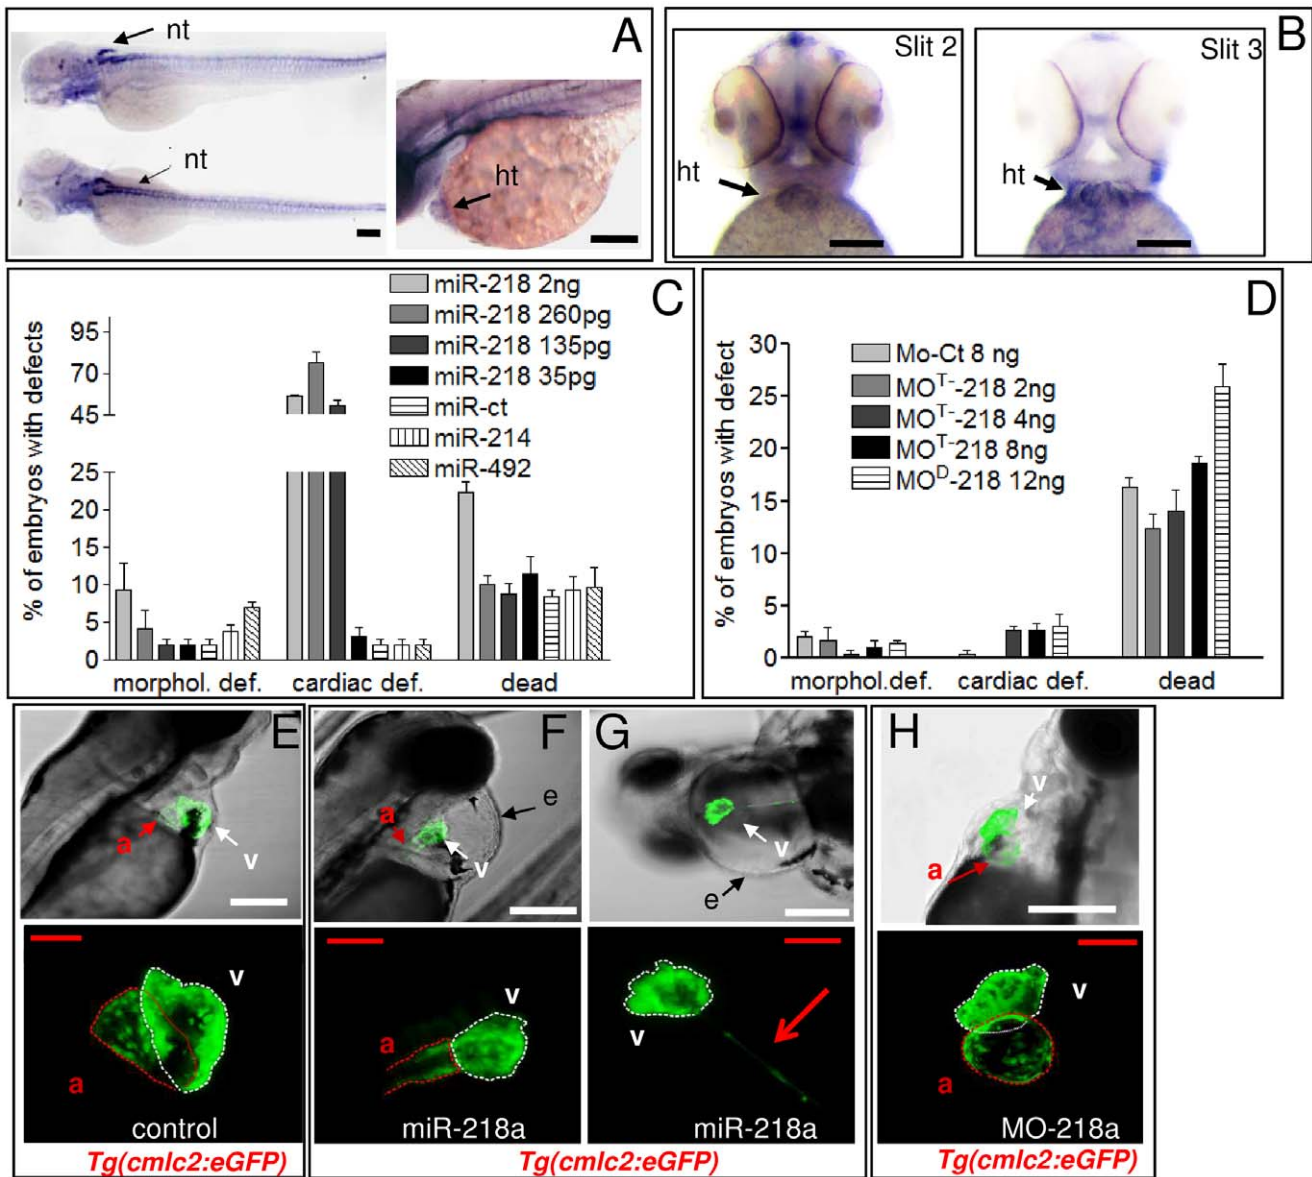 A
nt
nt
ht
B
Slit 2
Slit 3
ht
ht
C
% of embryos with defects
95
70
45
25
20
15
10
5
0
miR-218 2ng
miR-218 260pg
miR-218 135pg
miR-218 35pg
miR-ct
miR-214
miR-492
morphol. def. cardiac def. dead
D
% of embryos with defect
30
25
20
15
10
5
0
Mo-Ct 8 ng
MOᵀ⁻-218 2ng
MOᵀ⁻-218 4ng
MOᵀ⁻218 8ng
MOᴰ-218 12ng
morphol.def. cardiac def. dead
E
a
v
v
a
control
Tg(cmlc2:eGFP)
F
e
a
v
v
a
miR-218a
G
v
e
v
miR-218a
Tg(cmlc2:eGFP)
H
v
a
v
a
MO-218a
Tg(cmlc2:eGFP)